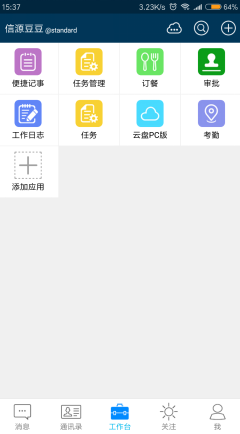 15:37 3.23K/s 64%
信源豆豆 @standard
便捷记事 任务管理 订餐 审批
工作日志 任务 云盘PC版 考勤
添加应用
消息 通讯录 工作台 关注 我